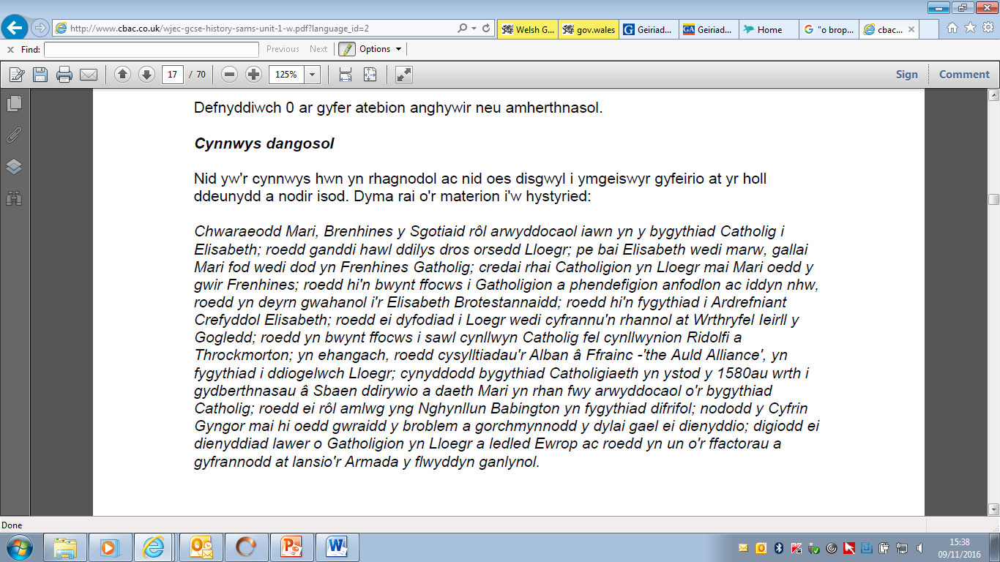 http://www.cbac.co.uk/wjec-gcse-history-sams-unit-1-w.pdf?language_id=2
Welsh G...
gov.wales
Geiriad...
Geiriad...
Home
"o brop...
cbac...
x Find:
Previous Next Options
17 / 70
125%
Sign Comment
Defnyddiwch 0 ar gyfer atebion anghywir neu amherthnasol.
Cynnwys dangosol
Nid yw'r cynnwys hwn yn rhagnodol ac nid oes disgwyl i ymgeiswyr gyfeirio at yr holl
ddeunydd a nodir isod. Dyma rai o'r materion i'w hystyried:
Chwaraeodd Mari, Brenhines y Sgotiaid rôl arwyddocaol iawn yn y bygythiad Catholig i
Elisabeth; roedd ganddi hawl ddilys dros orsedd Lloegr; pe bai Elisabeth wedi marw, gallai
Mari fod wedi dod yn Frenhines Gatholig; credai rhai Catholigion yn Lloegr mai Mari oedd y
gwir Frenhines; roedd hi'n bwynt ffocws i Gatholigion a phendefigion anfodlon ac iddyn nhw,
roedd yn deyrn gwahanol i'r Elisabeth Brotestannaidd; roedd hi'n fygythiad i Ardrefniant
Crefyddol Elisabeth; roedd ei dyfodiad i Loegr wedi cyfrannu'n rhannol at Wrthryfel Ieirll y
Gogledd; roedd yn bwynt ffocws i sawl cynllwyn Catholig fel cynllwynion Ridolfi a
Throckmorton; yn ehangach, roedd cysylltiadau'r Alban â Ffrainc -'the Auld Alliance', yn
fygythiad i ddiogelwch Lloegr; cynyddodd bygythiad Catholigiaeth yn ystod y 1580au wrth i
gydberthnasau â Sbaen ddirywio a daeth Mari yn rhan fwy arwyddocaol o'r bygythiad
Catholig; roedd ei rôl amlwg yng Nghynllun Babington yn fygythiad difrifol; nododd y Cyfrin
Gyngor mai hi oedd gwraidd y broblem a gorchmynnodd y dylai gael ei dienyddio; digiodd ei
dienyddiad lawer o Gatholigion yn Lloegr a ledled Ewrop ac roedd yn un o'r ffactorau a
gyfrannodd at lansio'r Armada y flwyddyn ganlynol.
Done
15:38
09/11/2016